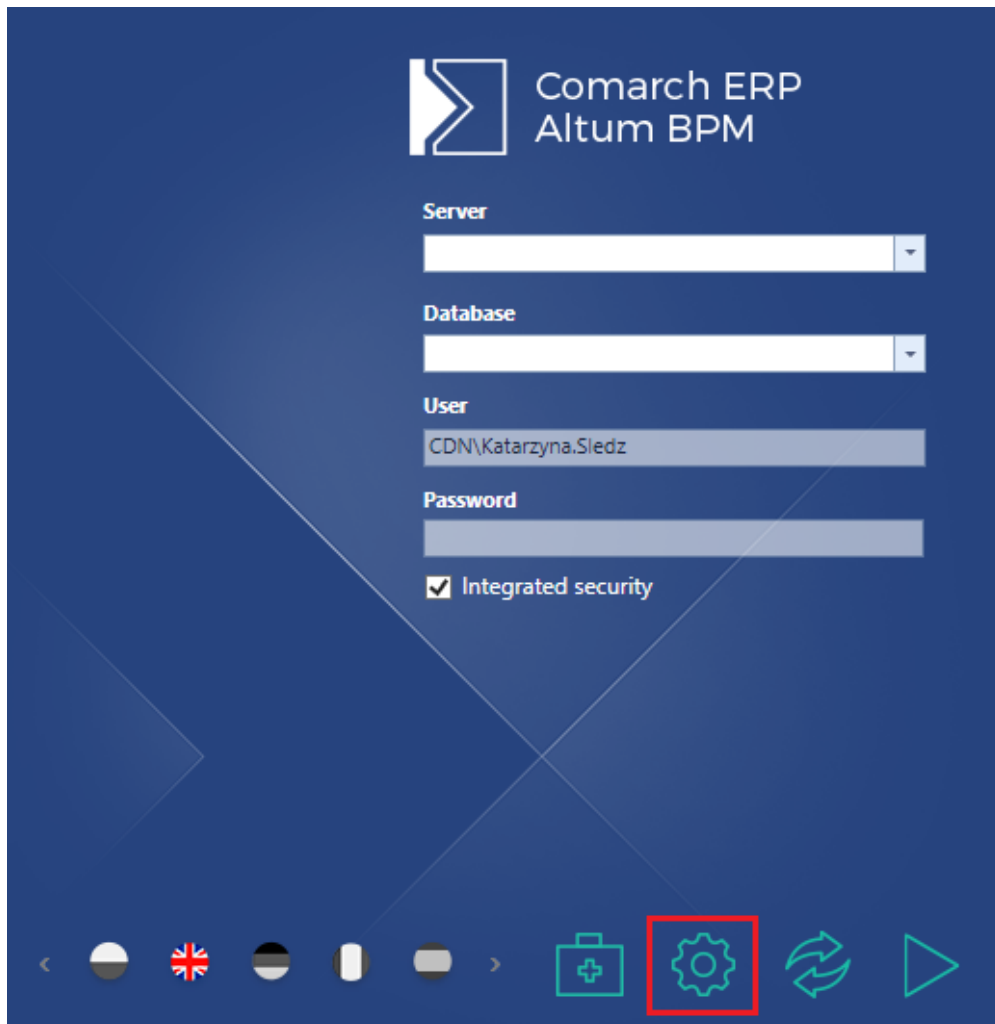 Comarch ERP
Altum BPM
Server
Database
User
CDN\Katarzyna.Sledz
Password
Integrated security